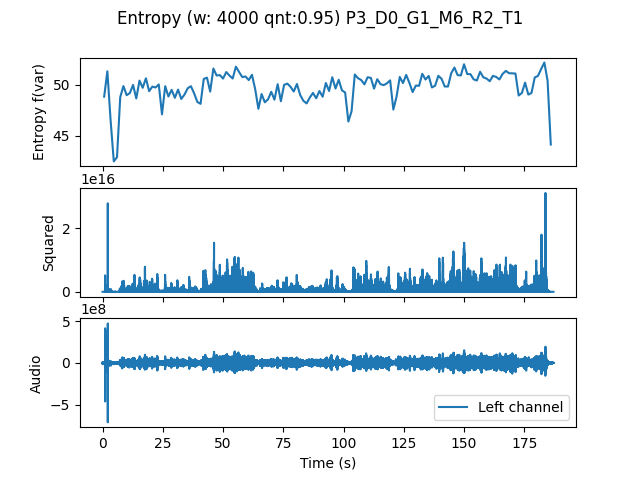 Entropy (w: 4000 qnt:0.95) P3_D0_G1_M6_R2_T1
Entropy f(var)
50
45
1e16
Squared
2
0
1e8
Audio
5
0
−5
Left channel
0 25 50 75 100 125 150 175
Time (s)